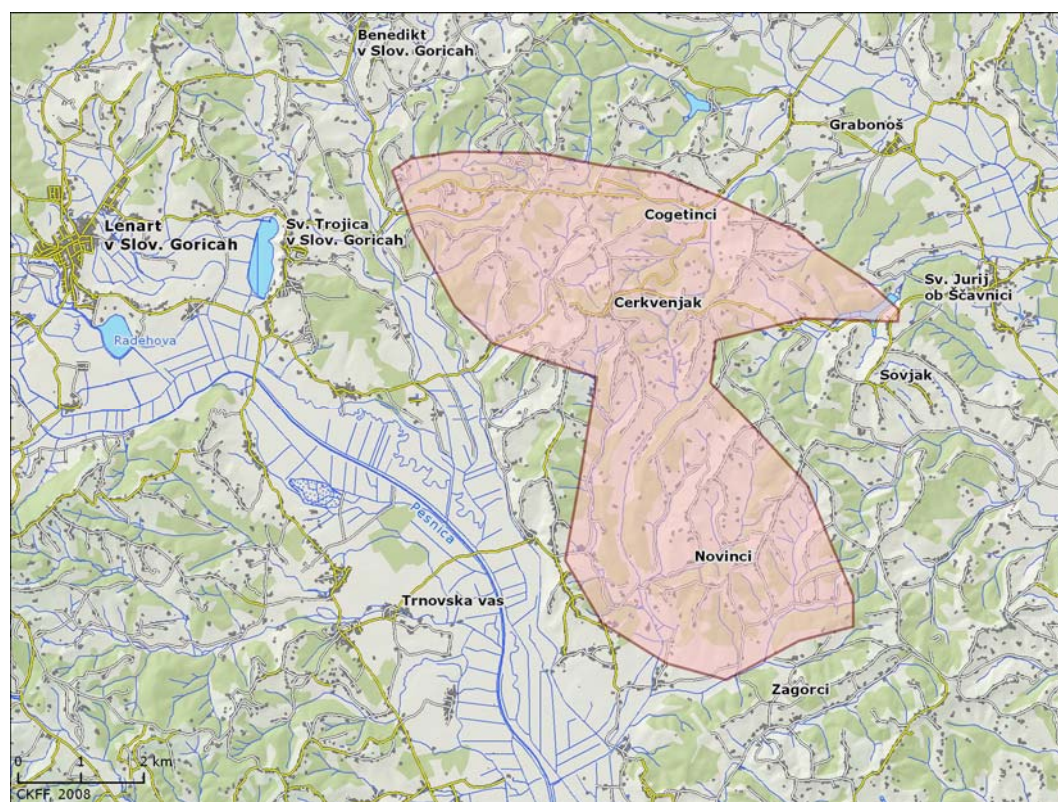 Benedikt
v Slov. Goricah
Grabonoš
Lenart
v Slov. Goricah
Sv. Trojica
v Slov. Goricah
Cogetinci
Sv. Jurij
ob Ščavnici
Cerkvenjak
Radehova
Sovjak
Pesnica
Novinci
Trnovska vas
Zagorci
0 1 2 km
CKFF, 2008